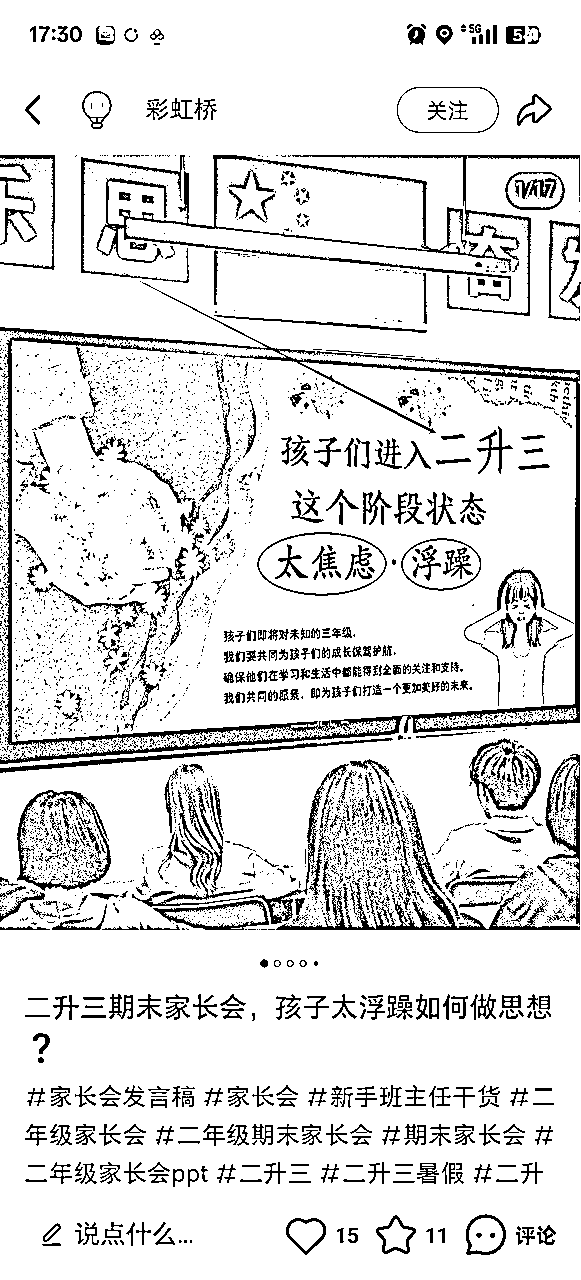 17:30
5G
彩虹桥
关注
乐 思 奋 发
孩子们进入二升三
这个阶段状态
太焦虑·浮躁
孩子们即将对未知的三年级,
我们要共同为孩子们的成长保驾护航,
确保他们在学习和生活中都能得到全面的关注和支持。
我们共同的愿景,即为孩子们打造一个更加美好的未来。
二升三期末家长会，孩子太浮躁如何做思想
？
#家长会发言稿 #家长会 #新手班主任干货 #二
年级家长会 #二年级期末家长会 #期末家长会 #
二年级家长会ppt #二升三 #二升三暑假 #二升
说点什么...
15
11
评论